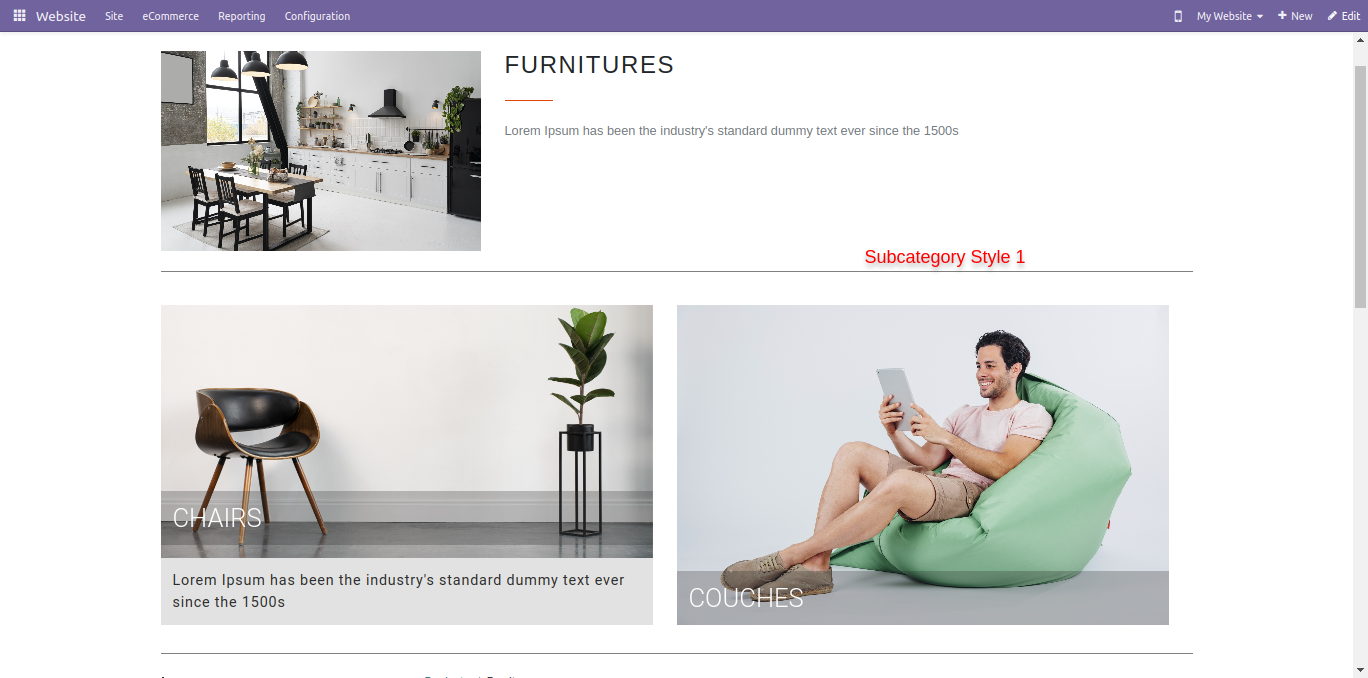 Website Site eCommerce Reporting Configuration My Website New Edit
FURNITURES
Lorem Ipsum has been the industry's standard dummy text ever since the 1500s
Subcategory Style 1
CHAIRS
Lorem Ipsum has been the industry's standard dummy text ever
since the 1500s
COUCHES